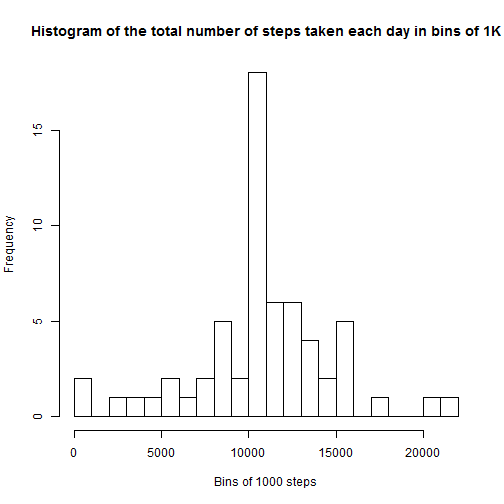 Histogram of the total number of steps taken each day in bins of 1K
Frequency
15
10
5
0
0 5000 10000 15000 20000
Bins of 1000 steps